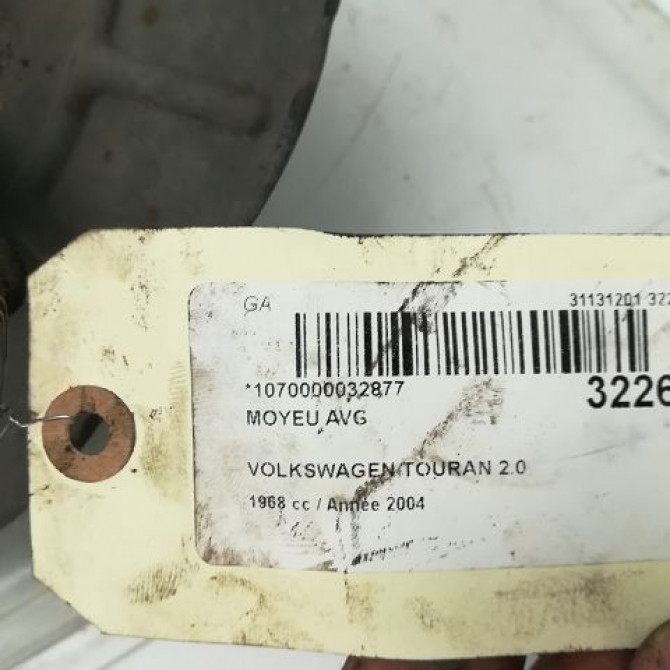 GA 31131201 322
*1070000032877 3226
MOYEU AVG
VOLKSWAGEN TOURAN 2.0
1968 cc / Année 2004